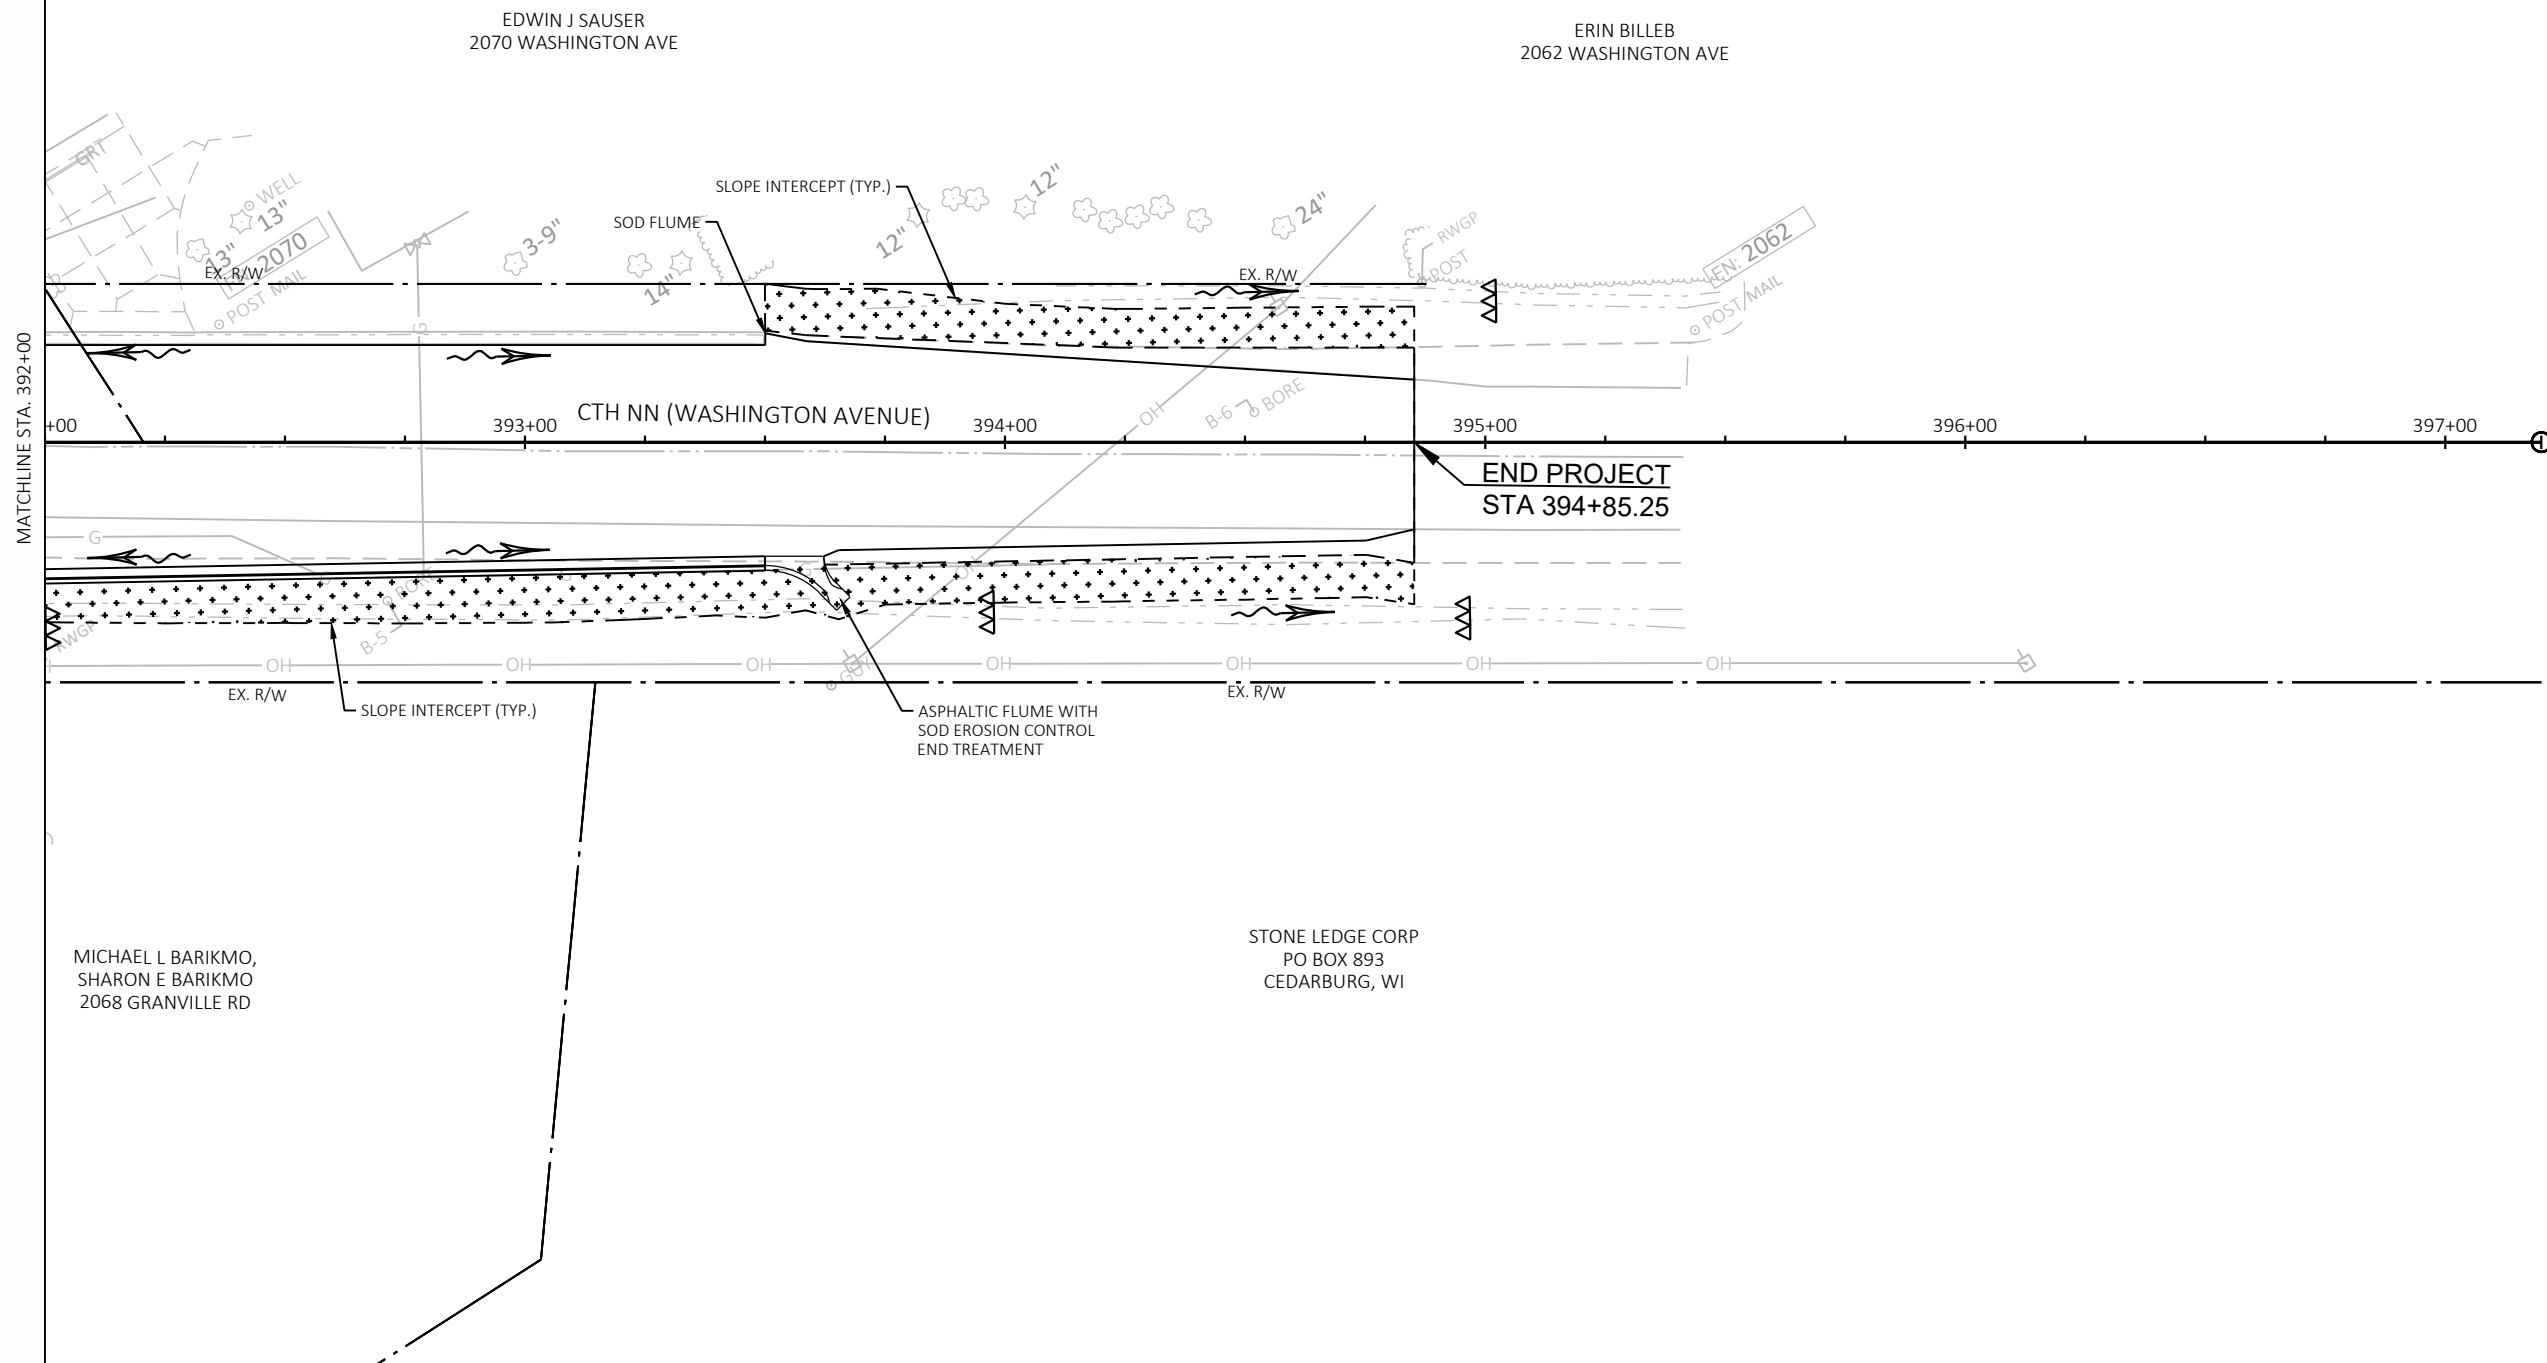 EDWIN J SAUSER
2070 WASHINGTON AVE
ERIN BILLEB
2062 WASHINGTON AVE
GRT
WELL
13"
13"
2070
POST MAIL
EX. R/W
3-9"
14"
SOD FLUME
SLOPE INTERCEPT (TYP.)
12"
12"
24"
EX. R/W
RWGP
POST
EN: 2062
POST/MAIL
MATCHLINE STA. 392+00
G
OH
B-6
BORE
CTH NN (WASHINGTON AVENUE)
+00
393+00
394+00
395+00
396+00
397+00
END PROJECT
STA 394+85.25
G
G
OH
BORE
B-5
RWGP
OH
OH
OH
OH
OH
OH
OH
GUY
EX. R/W
EX. R/W
SLOPE INTERCEPT (TYP.)
ASPHALTIC FLUME WITH
SOD EROSION CONTROL
END TREATMENT
MICHAEL L BARIKMO,
SHARON E BARIKMO
2068 GRANVILLE RD
STONE LEDGE CORP
PO BOX 893
CEDARBURG, WI